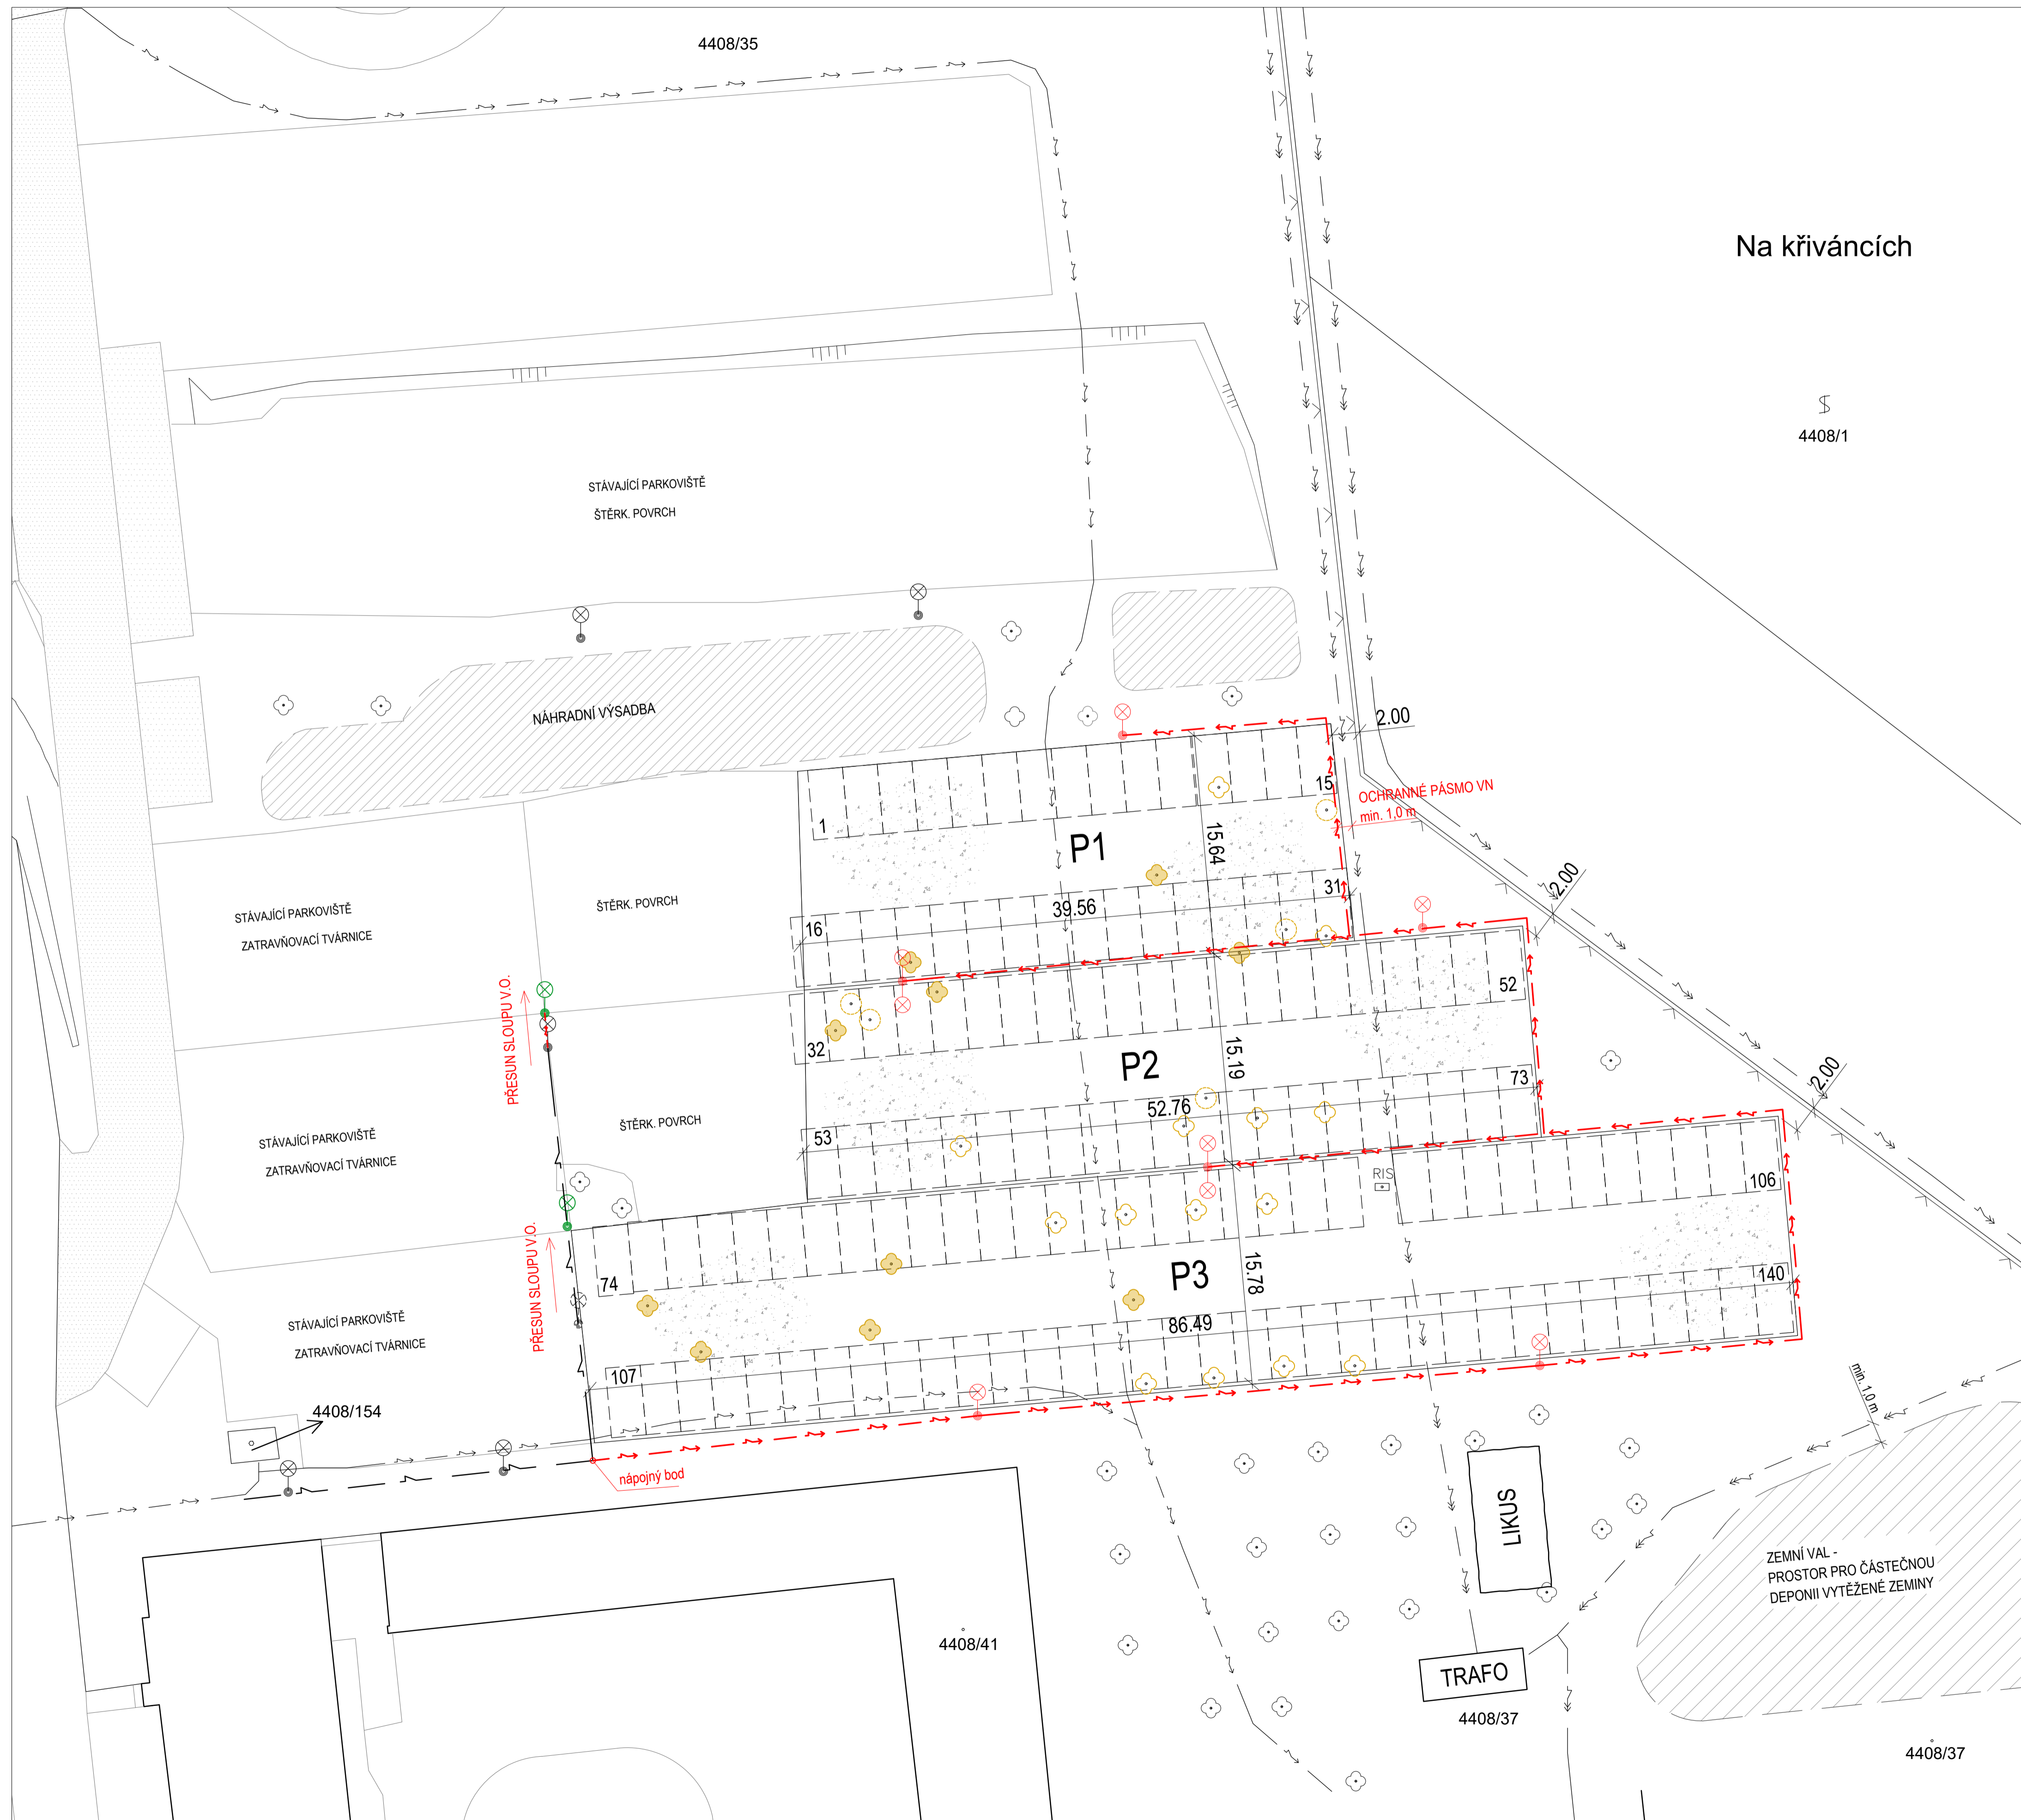 4408/35
Na křiváncích
4408/1
STÁVAJÍCÍ PARKOVIŠTĚ
ŠTĚRK. POVRCH
NÁHRADNÍ VÝSADBA
2.00
OCHRANNÉ PÁSMO VN
min. 1,0 m
1
15
P1
15.64
STÁVAJÍCÍ PARKOVIŠTĚ
ZATRAVŇOVACÍ TVÁRNICE
ŠTĚRK. POVRCH
16
39.56
31
2.00
PŘESUN SLOUPU V.O.
32
52
P2
15.19
2.00
53
52.76
73
STÁVAJÍCÍ PARKOVIŠTĚ
ZATRAVŇOVACÍ TVÁRNICE
ŠTĚRK. POVRCH
RIS
106
PŘESUN SLOUPU V.O.
74
P3
15.78
140
STÁVAJÍCÍ PARKOVIŠTĚ
ZATRAVŇOVACÍ TVÁRNICE
86.49
107
4408/154
min. 1,0 m
nápojný bod
LIKUS
ZEMNÍ VAL -
PROSTOR PRO ČÁSTEČNOU
DEPONII VYTĚŽENÉ ZEMINY
4408/41
TRAFO
4408/37
4408/37